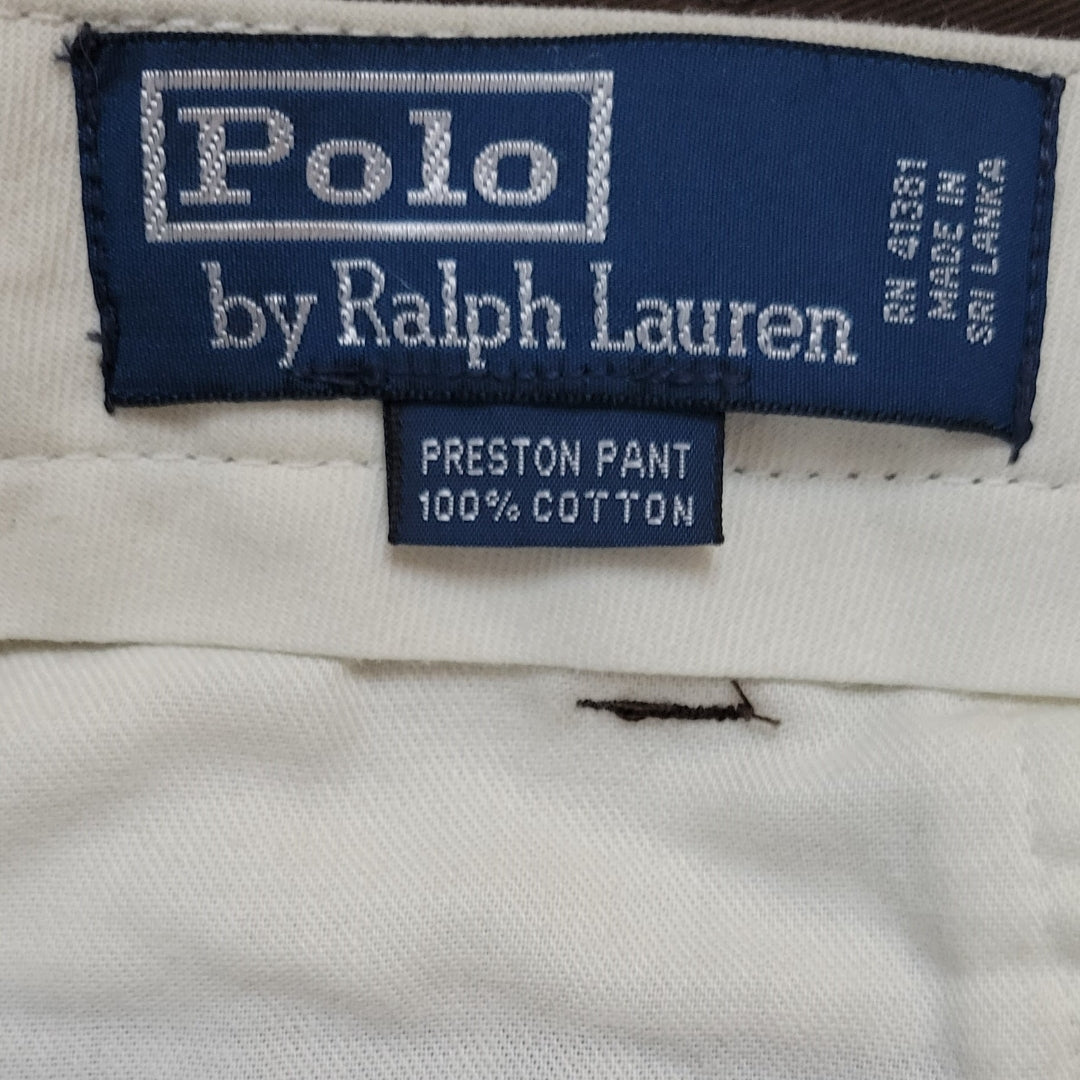 Polo
by Ralph Lauren
RN 41381
MADE IN
SRI LANKA
PRESTON PANT
100% COTTON